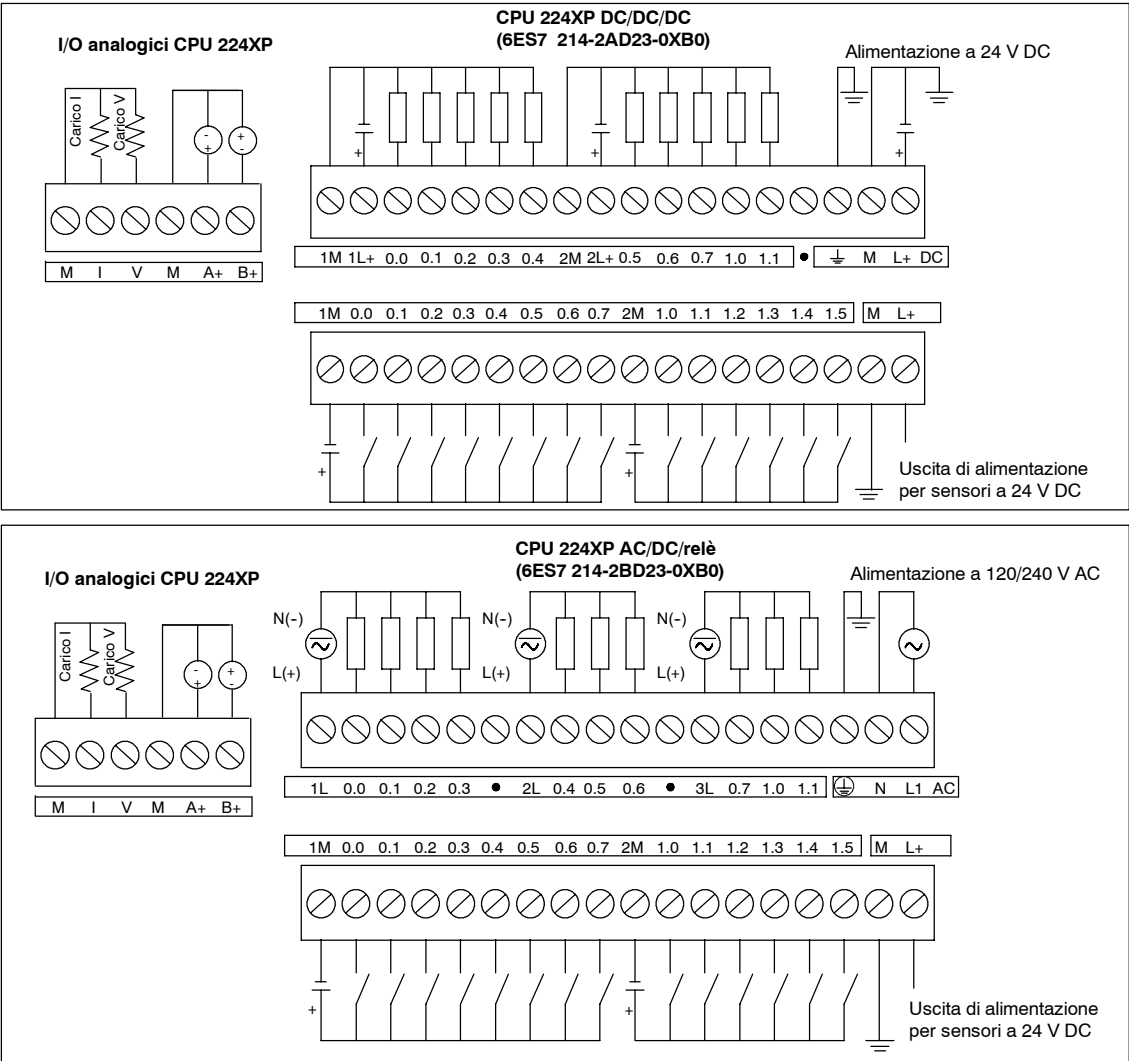 CPU 224XP DC/DC/DC
(6ES7 214-2AD23-0XB0)
I/O analogici CPU 224XP
Alimentazione a 24 V DC
Carico I
Carico V
- +
+ -
+
+
+
M I V M A+ B+
1M 1L+ 0.0 0.1 0.2 0.3 0.4 2M 2L+ 0.5 0.6 0.7 1.0 1.1 • M L+ DC
1M 0.0 0.1 0.2 0.3 0.4 0.5 0.6 0.7 2M 1.0 1.1 1.2 1.3 1.4 1.5 M L+
+
+
Uscita di alimentazione
per sensori a 24 V DC
CPU 224XP AC/DC/relè
(6ES7 214-2BD23-0XB0)
I/O analogici CPU 224XP
Alimentazione a 120/240 V AC
N(-)
N(-)
N(-)
Carico I
Carico V
- +
+ -
L(+)
L(+)
L(+)
1L 0.0 0.1 0.2 0.3 • 2L 0.4 0.5 0.6 • 3L 0.7 1.0 1.1 N L1 AC
M I V M A+ B+
1M 0.0 0.1 0.2 0.3 0.4 0.5 0.6 0.7 2M 1.0 1.1 1.2 1.3 1.4 1.5 M L+
+
+
Uscita di alimentazione
per sensori a 24 V DC